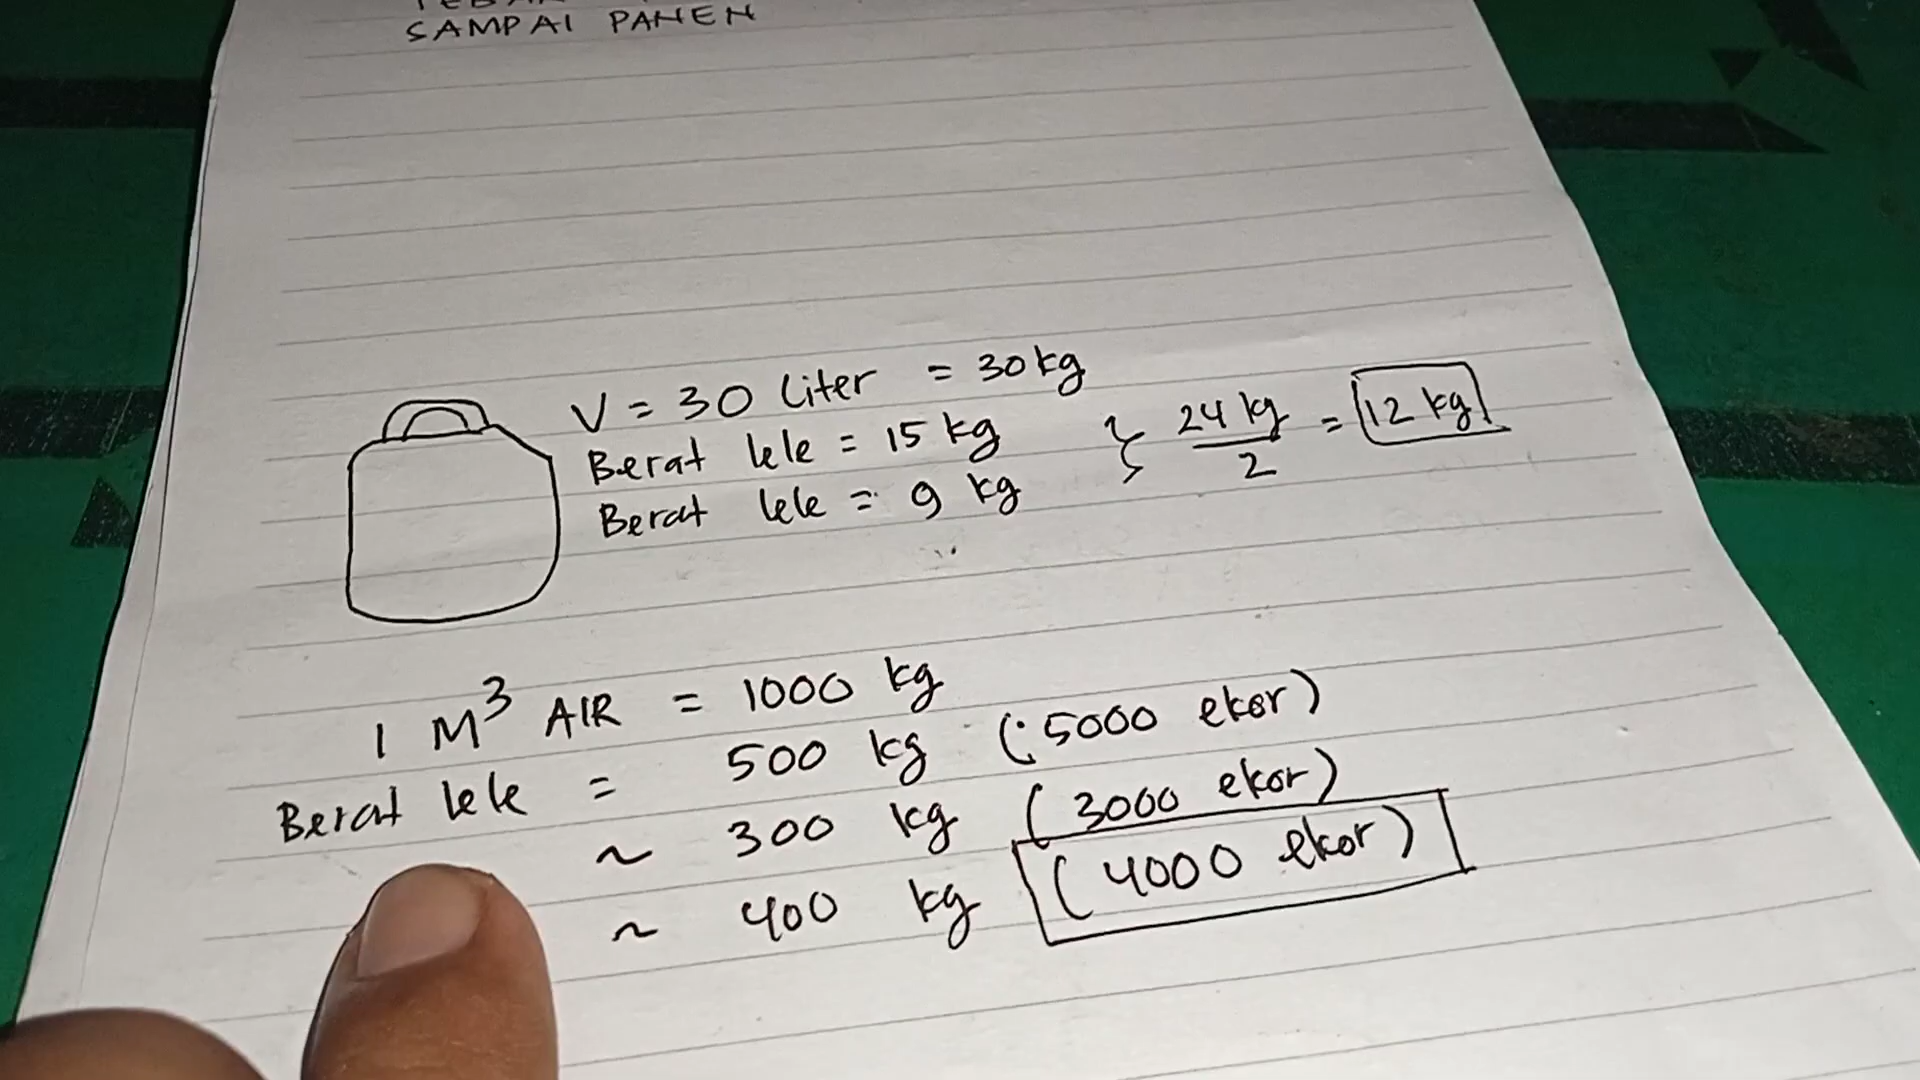 SAMPAI PANEN
V = 30 Liter = 30 kg
Berat lele = 15 kg
Berat lele = 9 kg
} 24 kg / 2 = 12 kg
1 M³ AIR = 1000 kg
Berat lele = 500 kg (5000 ekor)
~ 300 kg (3000 ekor)
~ 400 kg (4000 ekor)